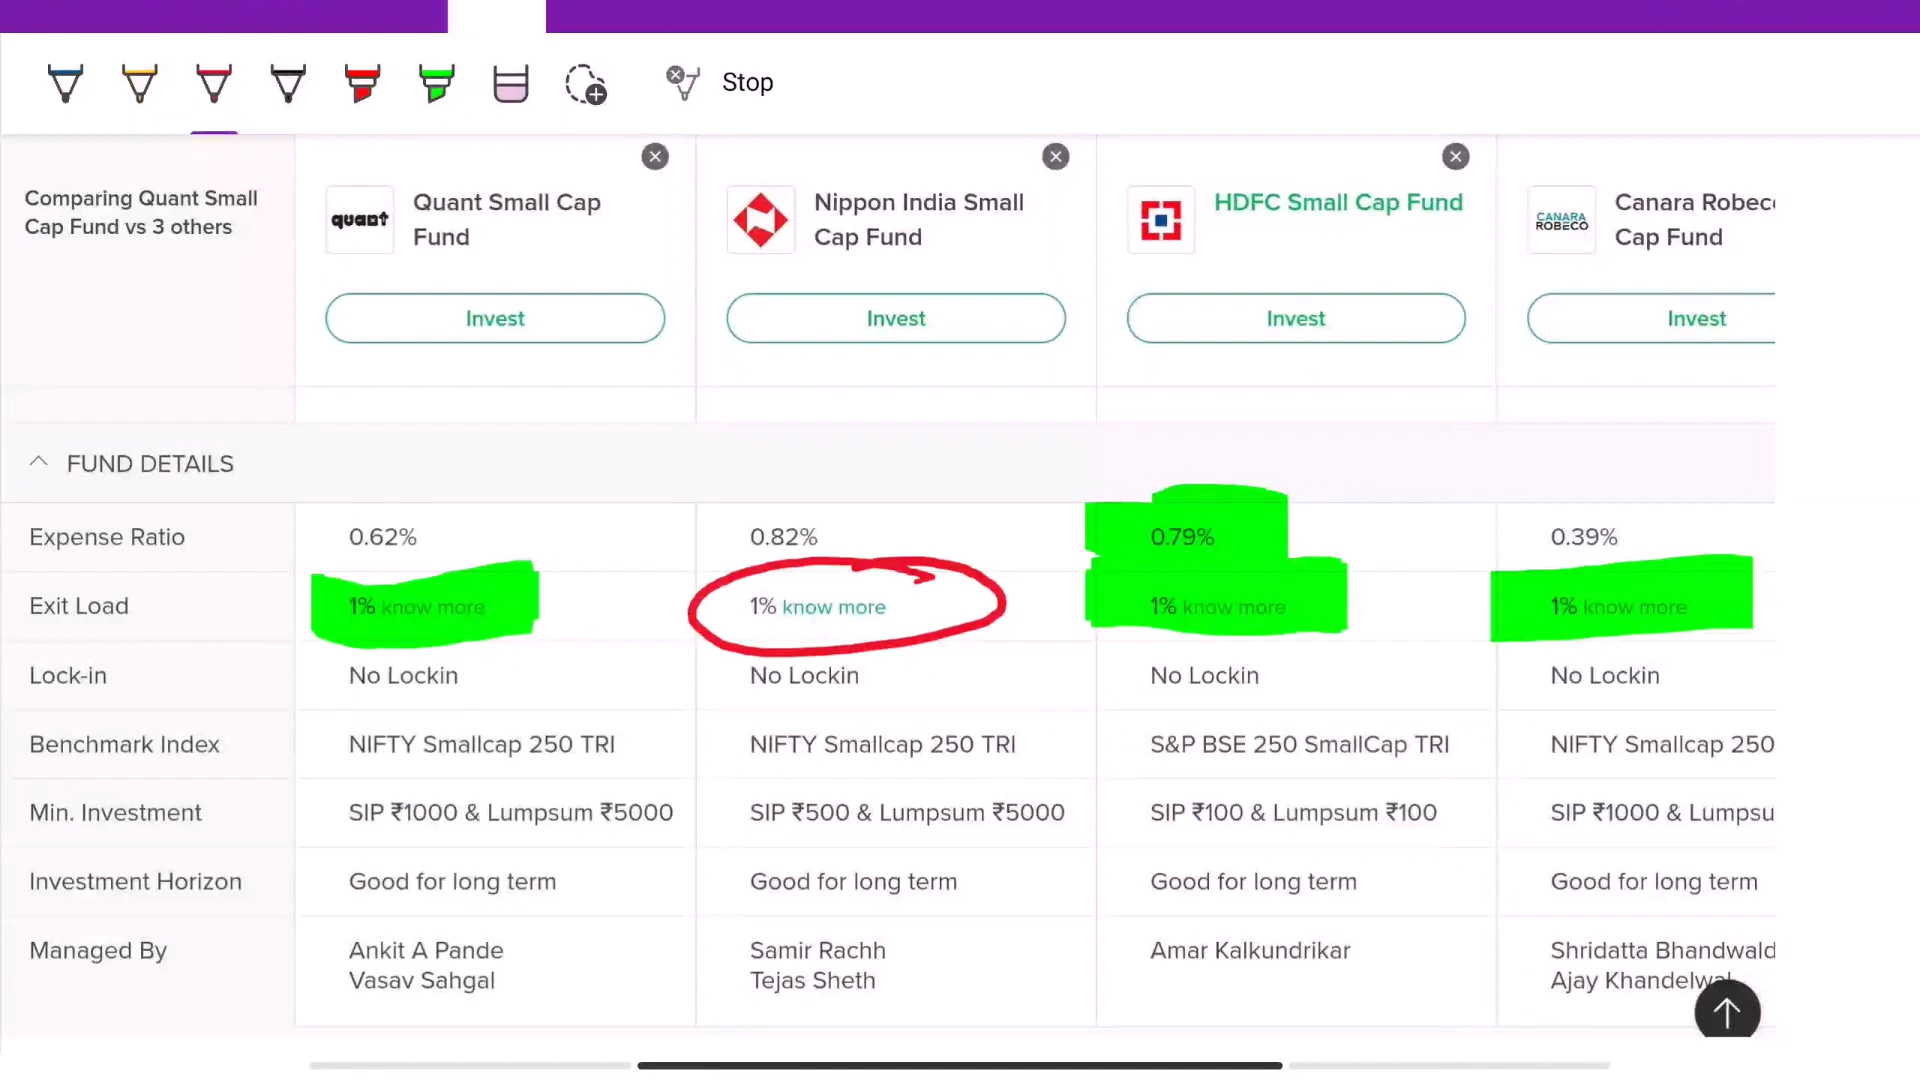 Stop
Comparing Quant Small
Cap Fund vs 3 others
quant
Quant Small Cap
Fund
Invest
Nippon India Small
Cap Fund
Invest
HDFC Small Cap Fund
Invest
CANARA
ROBECO
Canara Robec
Cap Fund
Invest
FUND DETAILS
Expense Ratio 0.62% 0.82% 0.79% 0.39%
Exit Load 1% know more 1% know more 1% know more 1% know more
Lock-in No Lockin No Lockin No Lockin No Lockin
Benchmark Index NIFTY Smallcap 250 TRI NIFTY Smallcap 250 TRI S&P BSE 250 SmallCap TRI NIFTY Smallcap 250
Min. Investment SIP ₹1000 & Lumpsum ₹5000 SIP ₹500 & Lumpsum ₹5000 SIP ₹100 & Lumpsum ₹100 SIP ₹1000 & Lumpsu
Investment Horizon Good for long term Good for long term Good for long term Good for long term
Managed By Ankit A Pande Samir Rachh Amar Kalkundrikar Shridatta Bhandwald
Vasav Sahgal Tejas Sheth Ajay Khandelwal